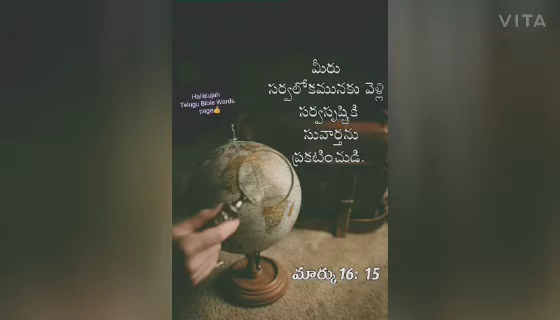 VITA
మీరు
సర్వలోకమునకు వెళ్లి
సర్వసృష్టికి
సువార్తను
ప్రకటించుడి.
Hallelujah
Telugu Bible Words
page👍
మార్కు 16: 15